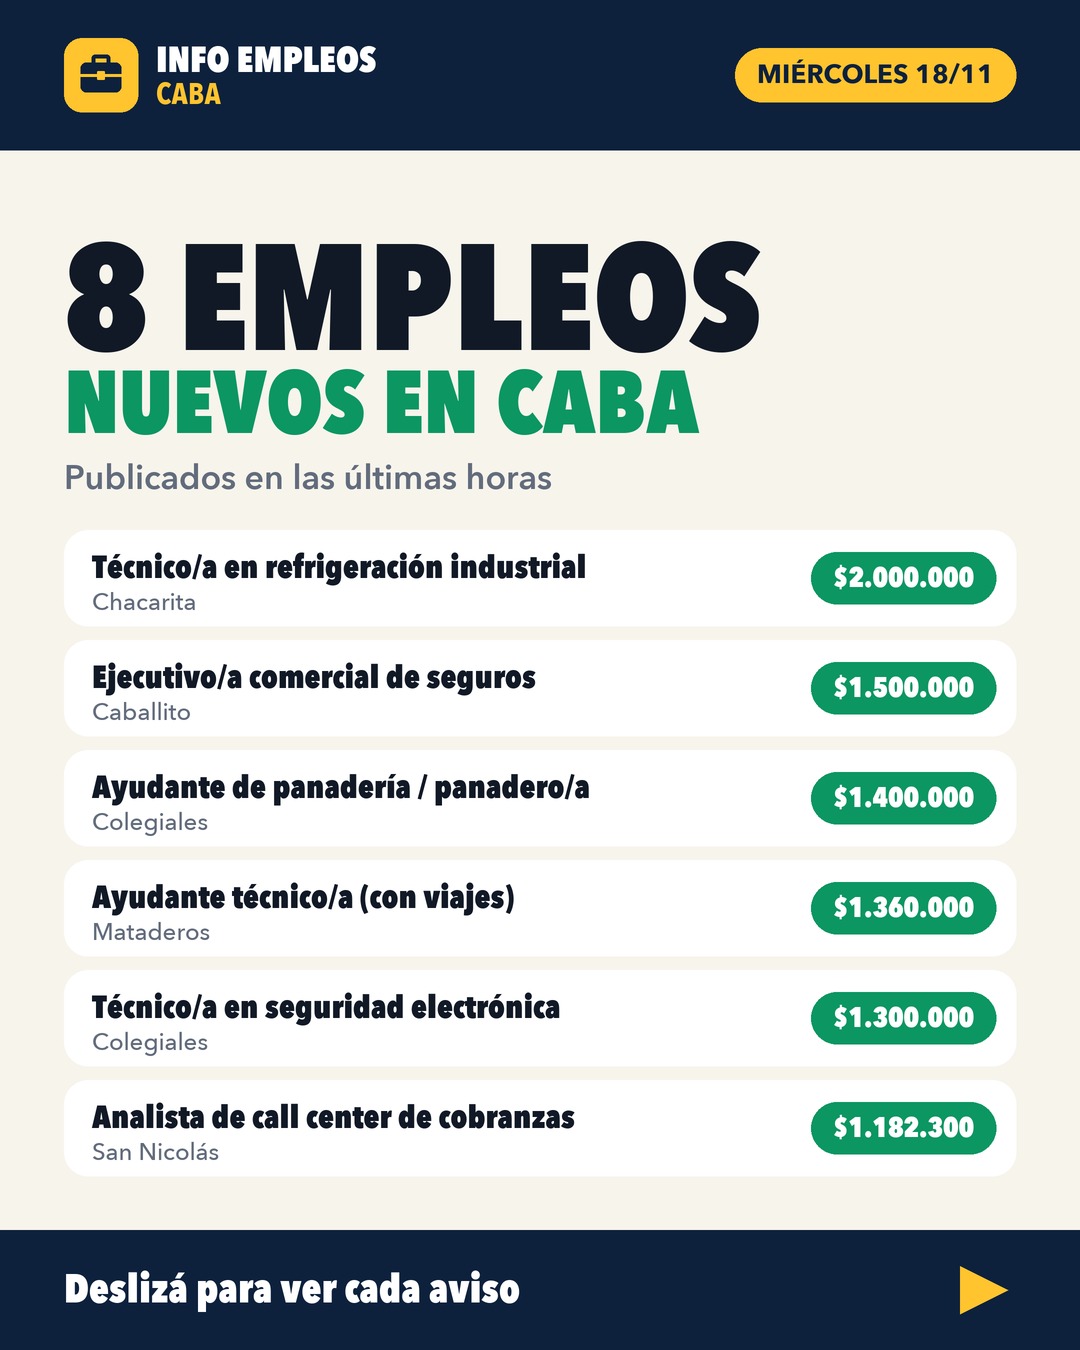 INFO EMPLEOS
CABA
MIÉRCOLES 18/11
8 EMPLEOS
NUEVOS EN CABA
Publicados en las últimas horas
Técnico/a en refrigeración industrial
Chacarita
$2.000.000
Ejecutivo/a comercial de seguros
Caballito
$1.500.000
Ayudante de panadería / panadero/a
Colegiales
$1.400.000
Ayudante técnico/a (con viajes)
Mataderos
$1.360.000
Técnico/a en seguridad electrónica
Colegiales
$1.300.000
Analista de call center de cobranzas
San Nicolás
$1.182.300
Deslizá para ver cada aviso